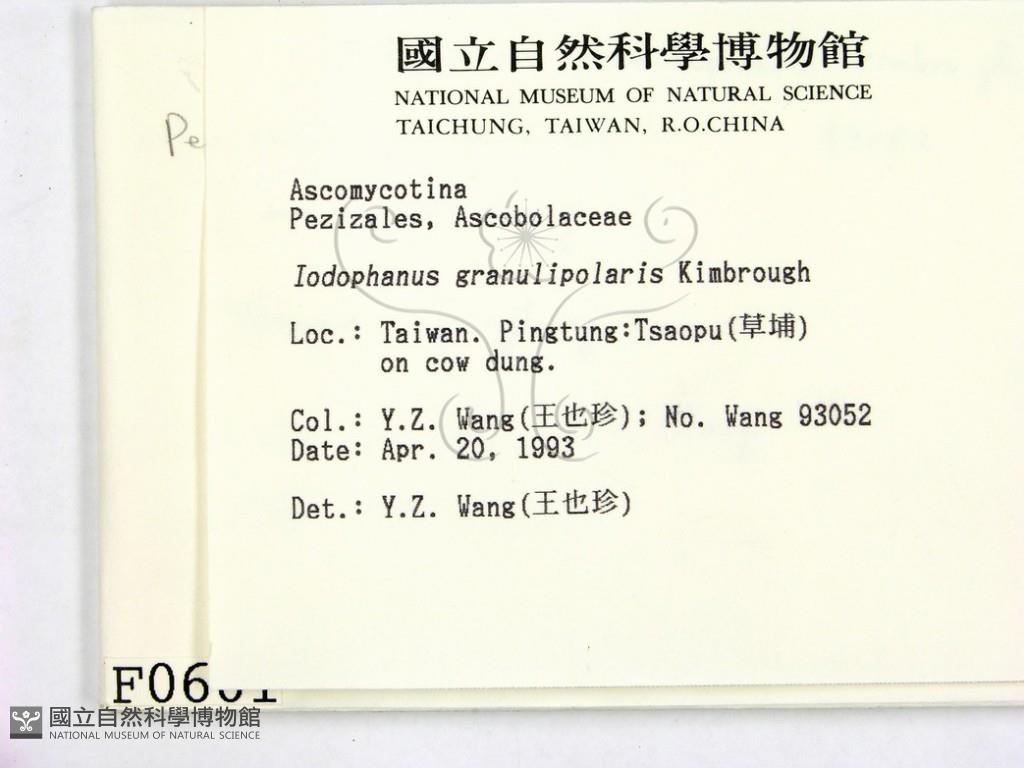 國立自然科學博物館
NATIONAL MUSEUM OF NATURAL SCIENCE
TAICHUNG, TAIWAN, R.O.CHINA
Pe
Ascomycotina
Pezizales, Ascobolaceae
Iodophanus granulipolaris Kimbrough
Loc.: Taiwan. Pingtung:Tsaopu(草埔)
on cow dung.
Col.: Y.Z. Wang(王也珍); No. Wang 93052
Date: Apr. 20, 1993
Det.: Y.Z. Wang(王也珍)
國立自然科學博物館
NATIONAL MUSEUM OF NATURAL SCIENCE